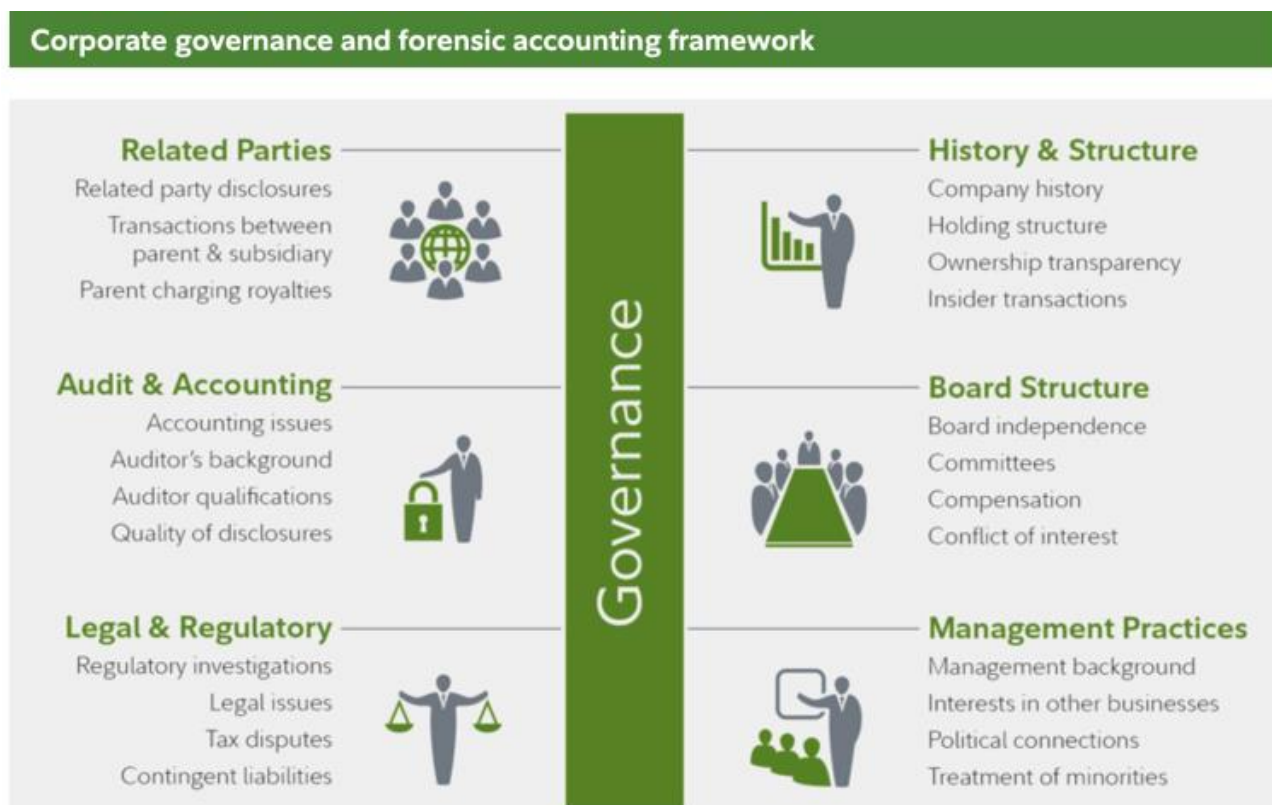 Corporate governance and forensic accounting framework
Related Parties
Related party disclosures
Transactions between
parent & subsidiary
Parent charging royalties
Audit & Accounting
Accounting issues
Auditor's background
Auditor qualifications
Quality of disclosures
Legal & Regulatory
Regulatory investigations
Legal issues
Tax disputes
Contingent liabilities
Governance
History & Structure
Company history
Holding structure
Ownership transparency
Insider transactions
Board Structure
Board independence
Committees
Compensation
Conflict of interest
Management Practices
Management background
Interests in other businesses
Political connections
Treatment of minorities